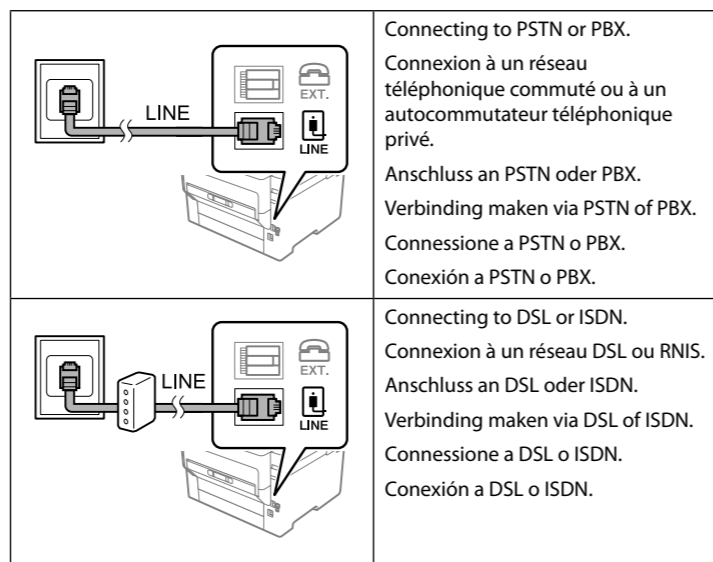 LINE
EXT.
LINE
Connecting to PSTN or PBX.
Connexion à un réseau
téléphonique commuté ou à un
autocommutateur téléphonique
privé.
Anschluss an PSTN oder PBX.
Verbinding maken via PSTN of PBX.
Connessione a PSTN o PBX.
Conexión a PSTN o PBX.
LINE
EXT.
LINE
Connecting to DSL or ISDN.
Connexion à un réseau DSL ou RNIS.
Anschluss an DSL oder ISDN.
Verbinding maken via DSL of ISDN.
Connessione a DSL o ISDN.
Conexión a DSL o ISDN.